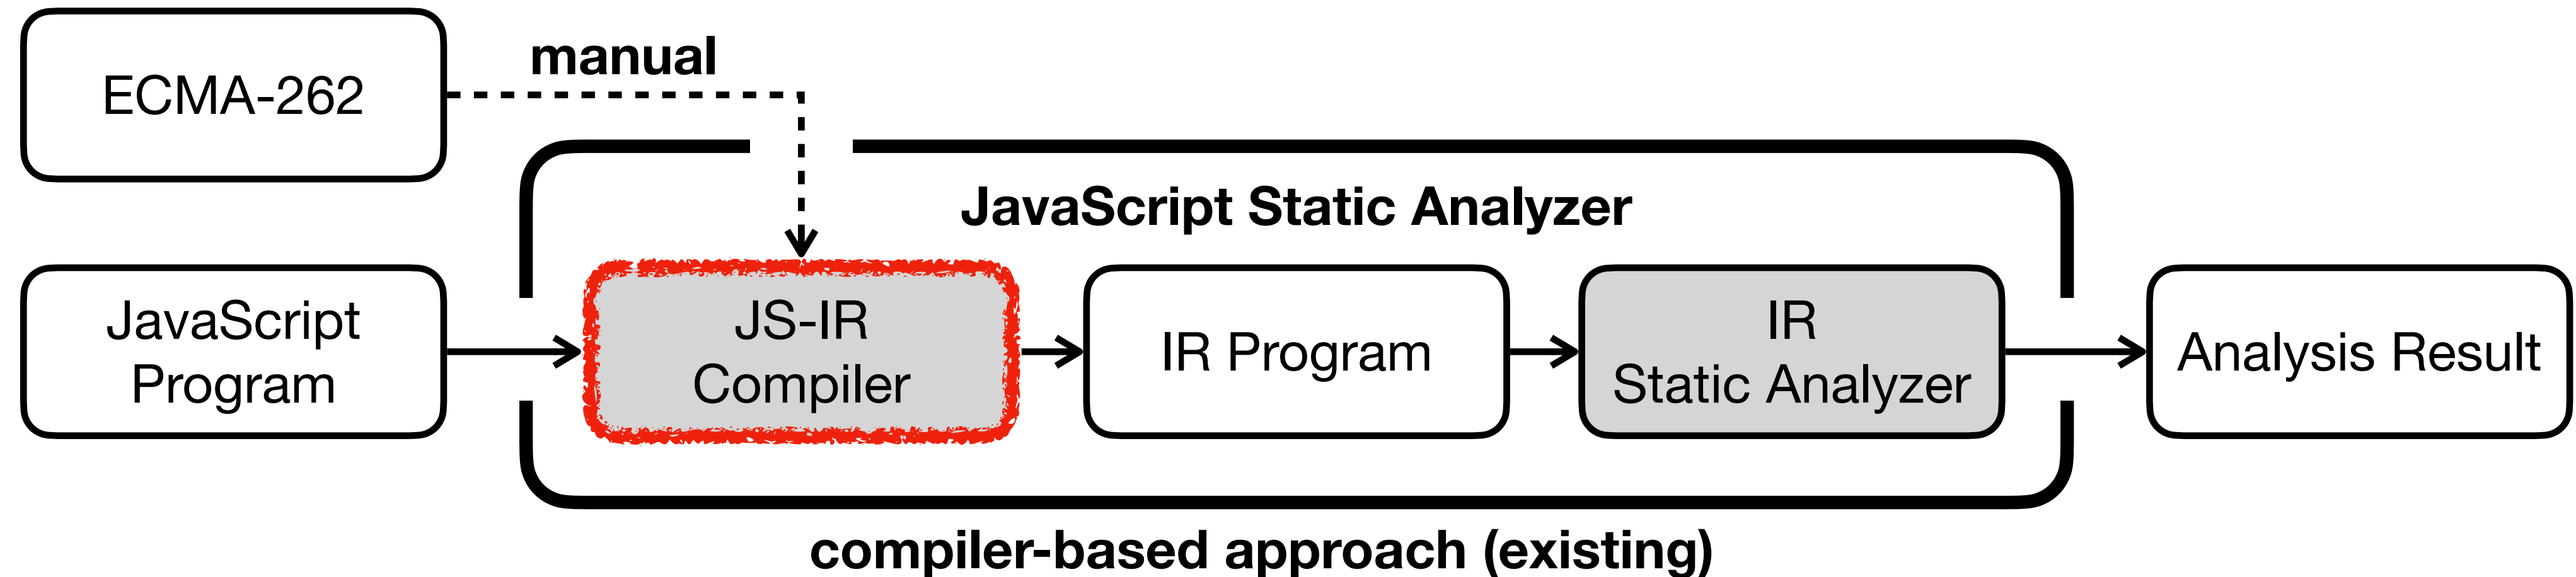 ECMA-262
manual
JavaScript Static Analyzer
JavaScript
Program
JS-IR
Compiler
IR Program
IR
Static Analyzer
Analysis Result
compiler-based approach (existing)